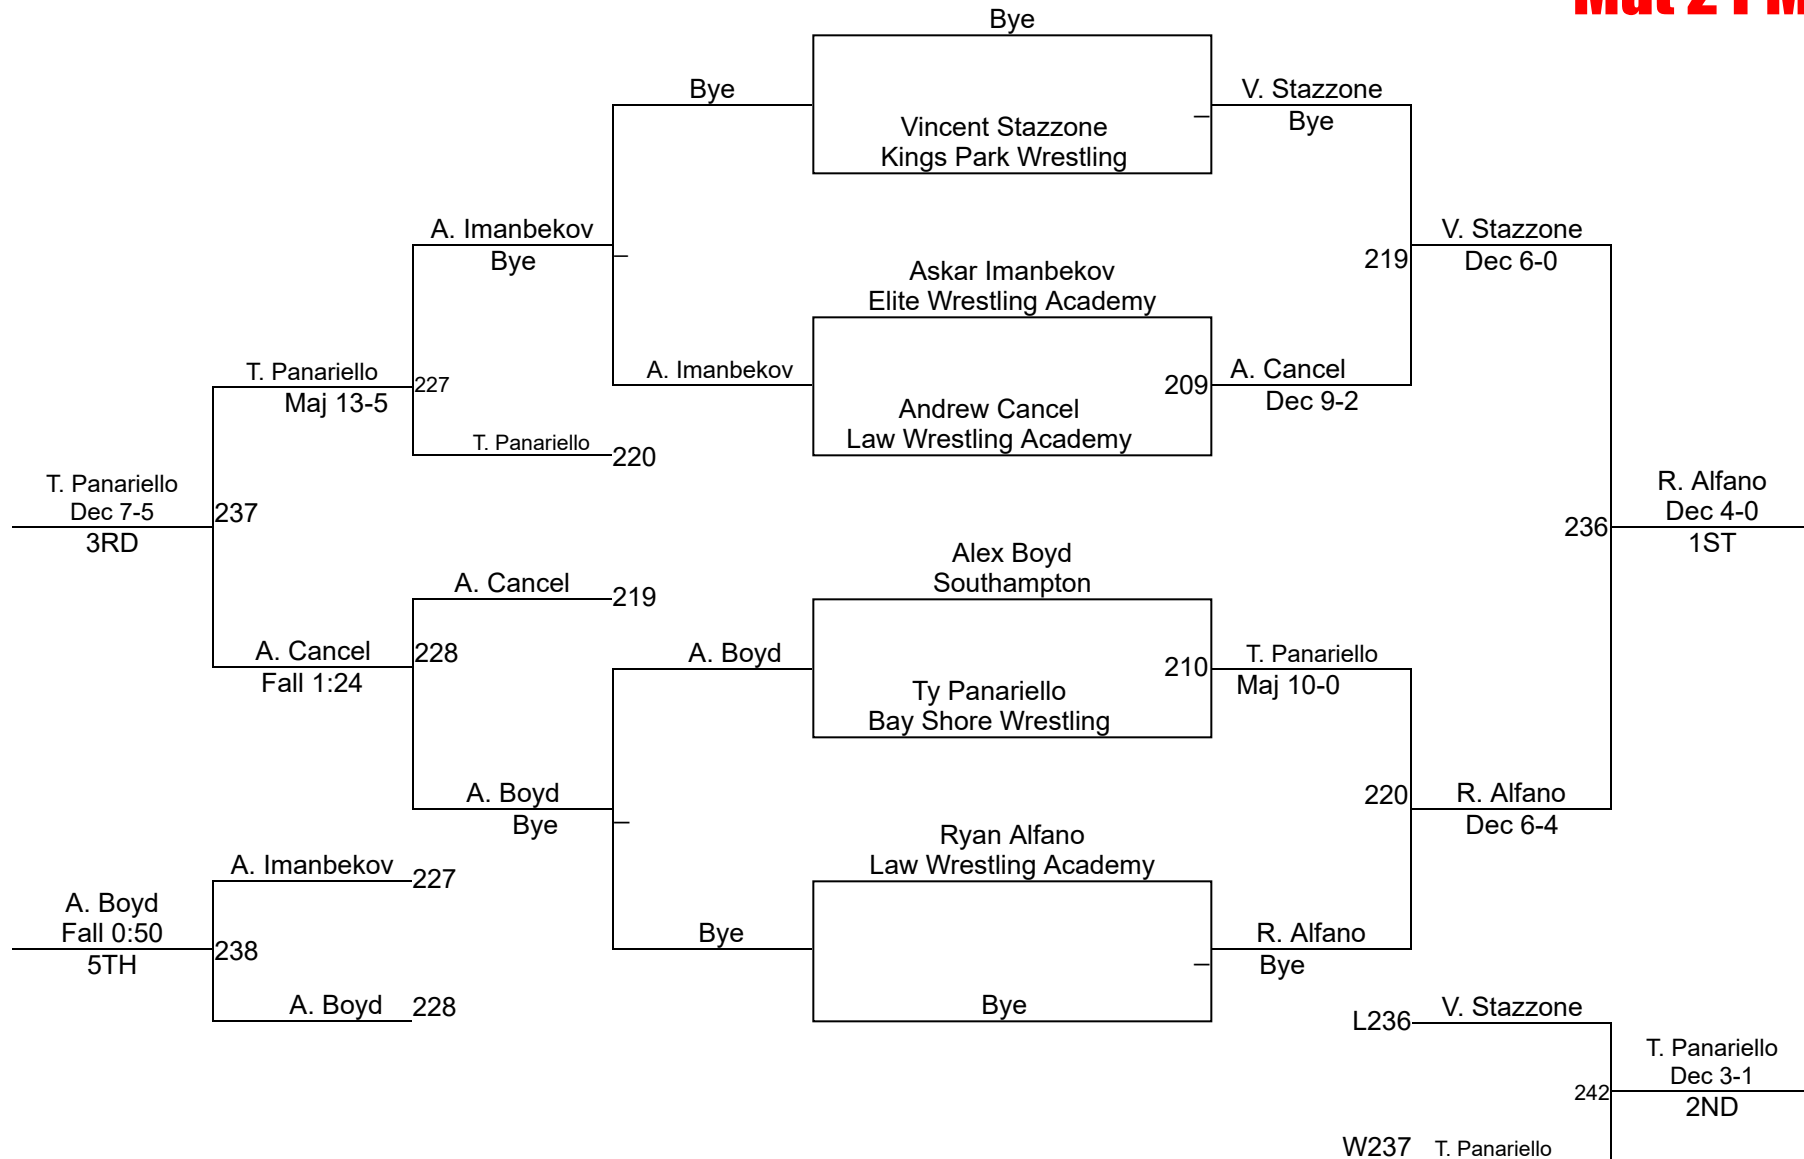 Mat 2 PM
Bye
Bye
V. Stazzone
Bye
Vincent Stazzone
Kings Park Wrestling
A. Imanbekov
Bye
V. Stazzone
219
Dec 6-0
Askar Imanbekov
Elite Wrestling Academy
T. Panariello
227
Maj 13-5
A. Imanbekov
209
A. Cancel
Dec 9-2
Andrew Cancel
Law Wrestling Academy
T. Panariello
220
T. Panariello
Dec 7-5
237
3RD
R. Alfano
Dec 4-0
236
1ST
Alex Boyd
Southampton
A. Cancel
219
A. Cancel
228
Fall 1:24
A. Boyd
210
T. Panariello
Maj 10-0
Ty Panariello
Bay Shore Wrestling
A. Boyd
Bye
220
R. Alfano
Dec 6-4
Ryan Alfano
Law Wrestling Academy
A. Imanbekov
227
A. Boyd
Fall 0:50
238
5TH
Bye
R. Alfano
Bye
A. Boyd
228
Bye
L236
V. Stazzone
T. Panariello
Dec 3-1
242
2ND
W237
T. Panariello